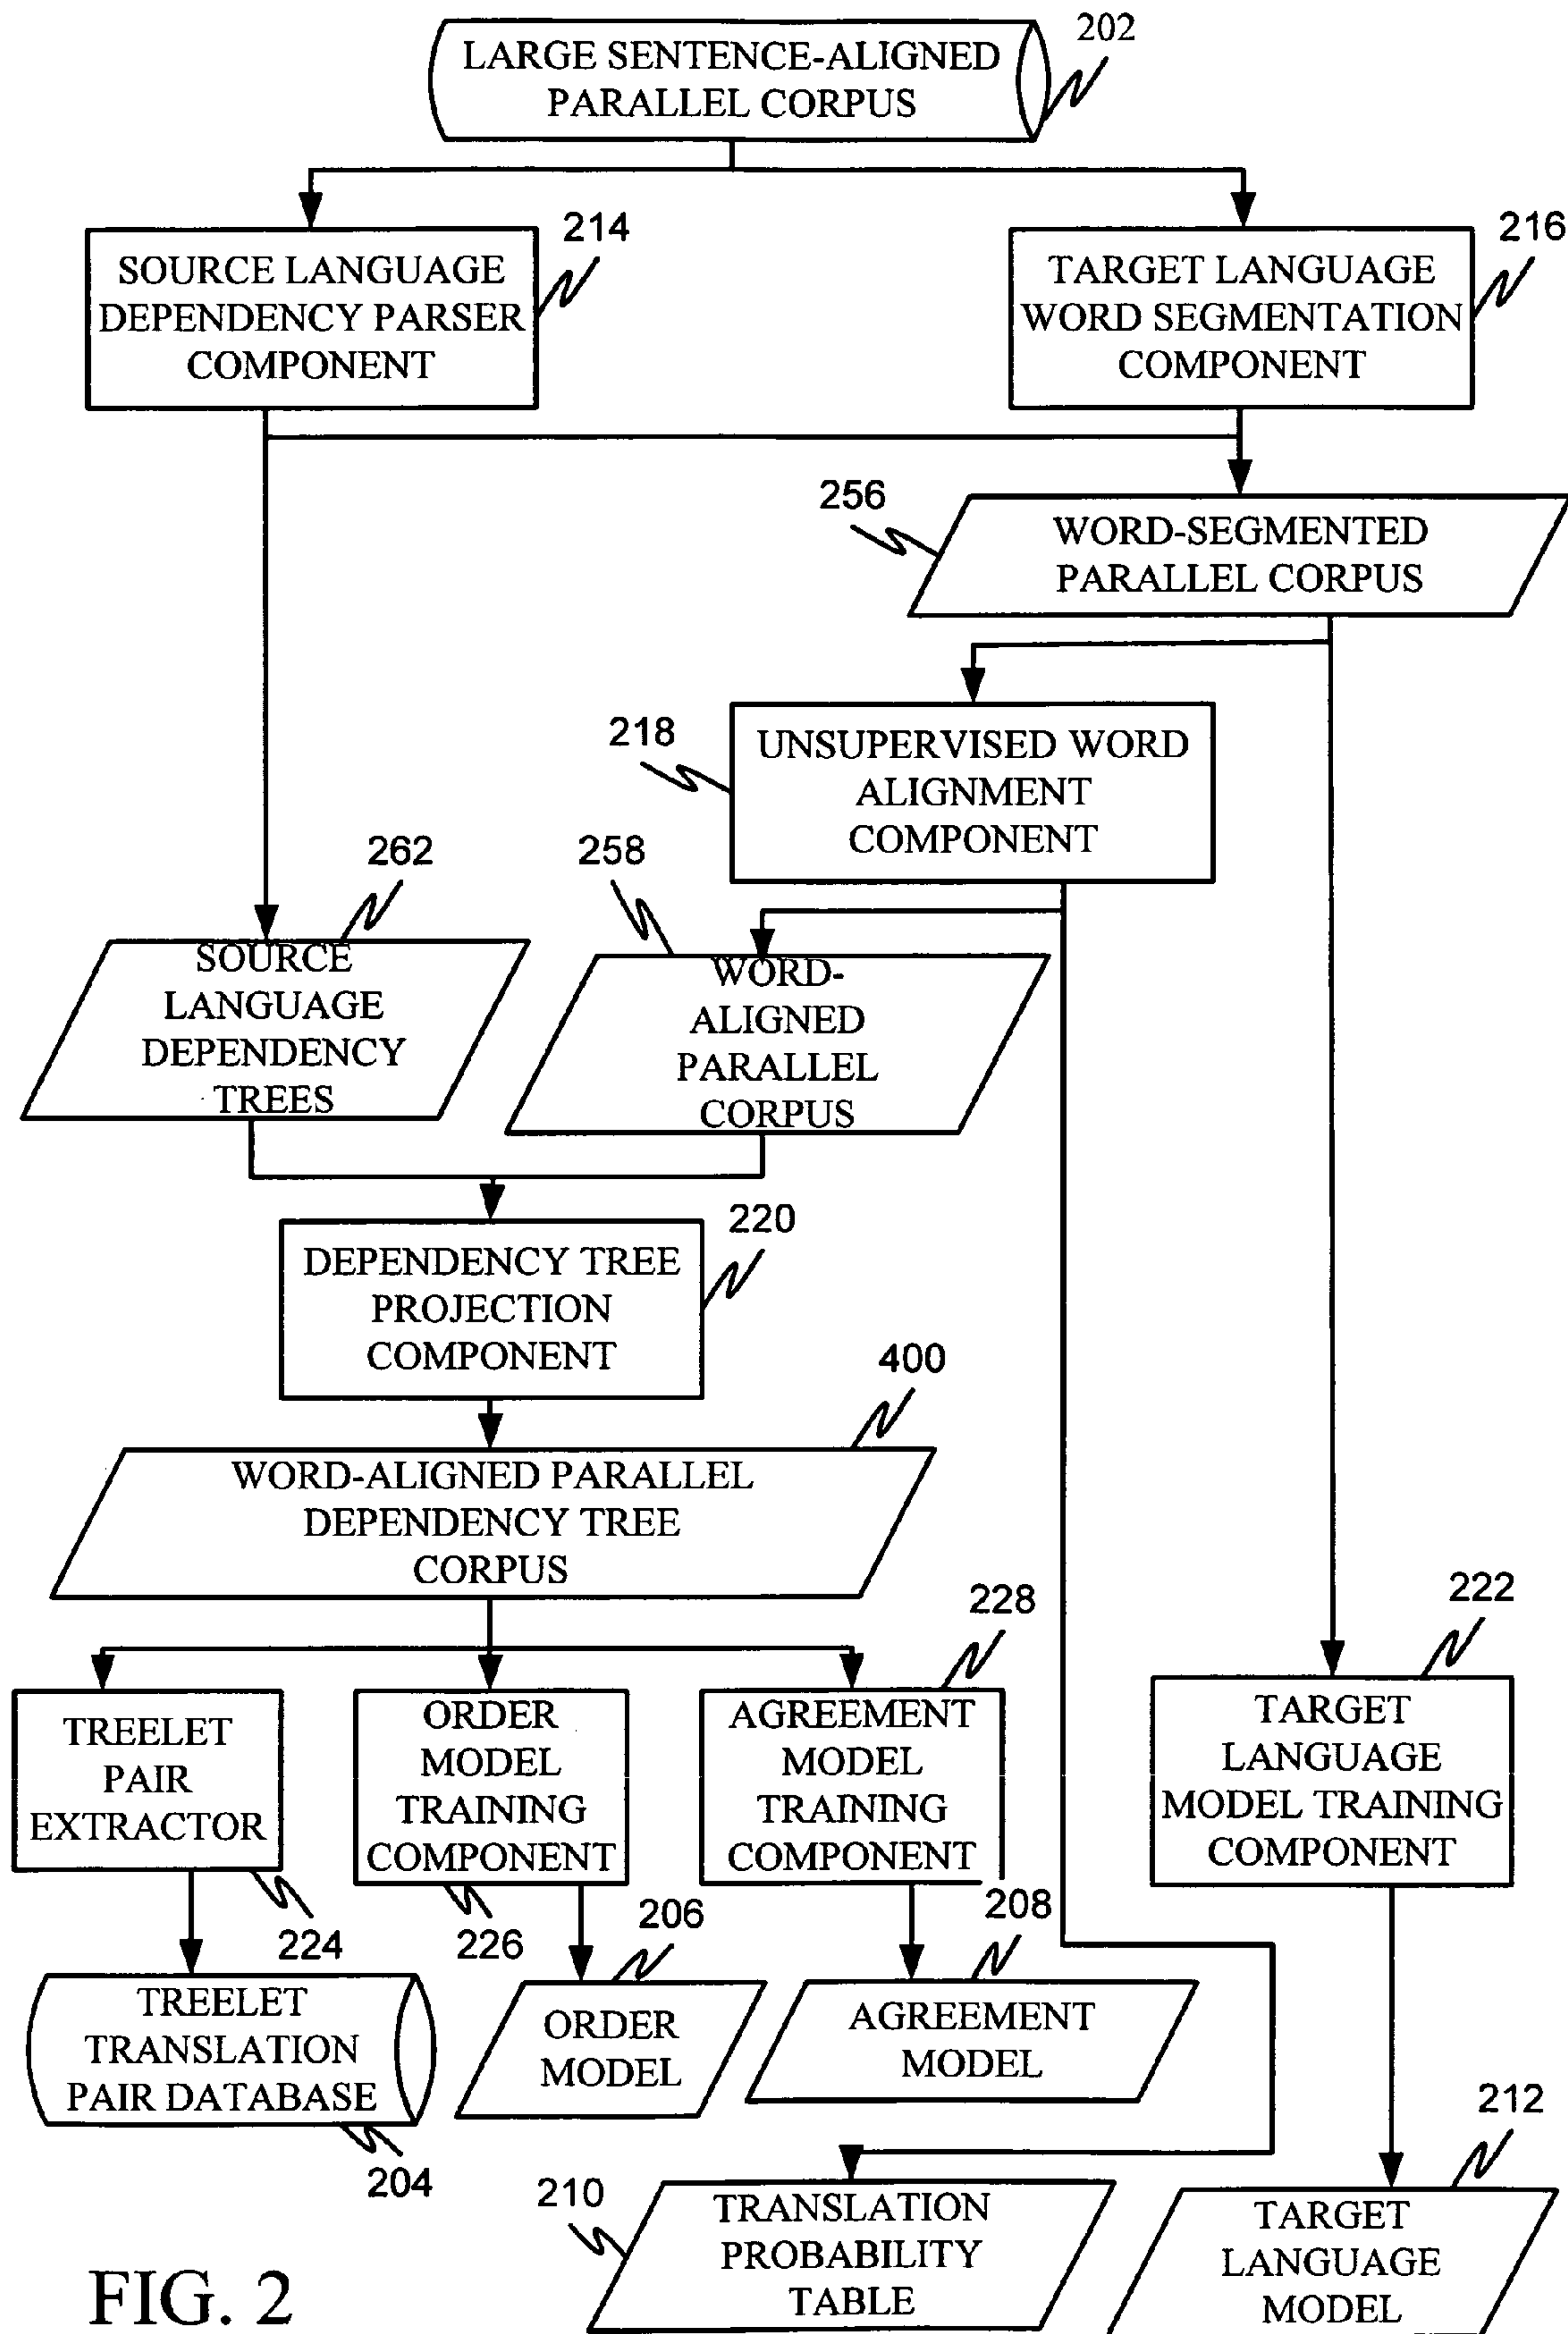 202
LARGE SENTENCE-ALIGNED
PARALLEL CORPUS
214
SOURCE LANGUAGE
DEPENDENCY PARSER
COMPONENT
216
TARGET LANGUAGE
WORD SEGMENTATION
COMPONENT
256
WORD-SEGMENTED
PARALLEL CORPUS
218
UNSUPERVISED WORD
ALIGNMENT
COMPONENT
262
SOURCE
LANGUAGE
DEPENDENCY
TREES
258
WORD-
ALIGNED
PARALLEL
CORPUS
220
DEPENDENCY TREE
PROJECTION
COMPONENT
400
WORD-ALIGNED PARALLEL
DEPENDENCY TREE
CORPUS
228
222
TREELET
PAIR
EXTRACTOR
ORDER
MODEL
TRAINING
COMPONENT
AGREEMENT
MODEL
TRAINING
COMPONENT
TARGET
LANGUAGE
MODEL TRAINING
COMPONENT
224
226
206
208
TREELET
TRANSLATION
PAIR DATABASE
ORDER
MODEL
AGREEMENT
MODEL
204
210
212
TRANSLATION
PROBABILITY
TABLE
TARGET
LANGUAGE
MODEL
FIG. 2